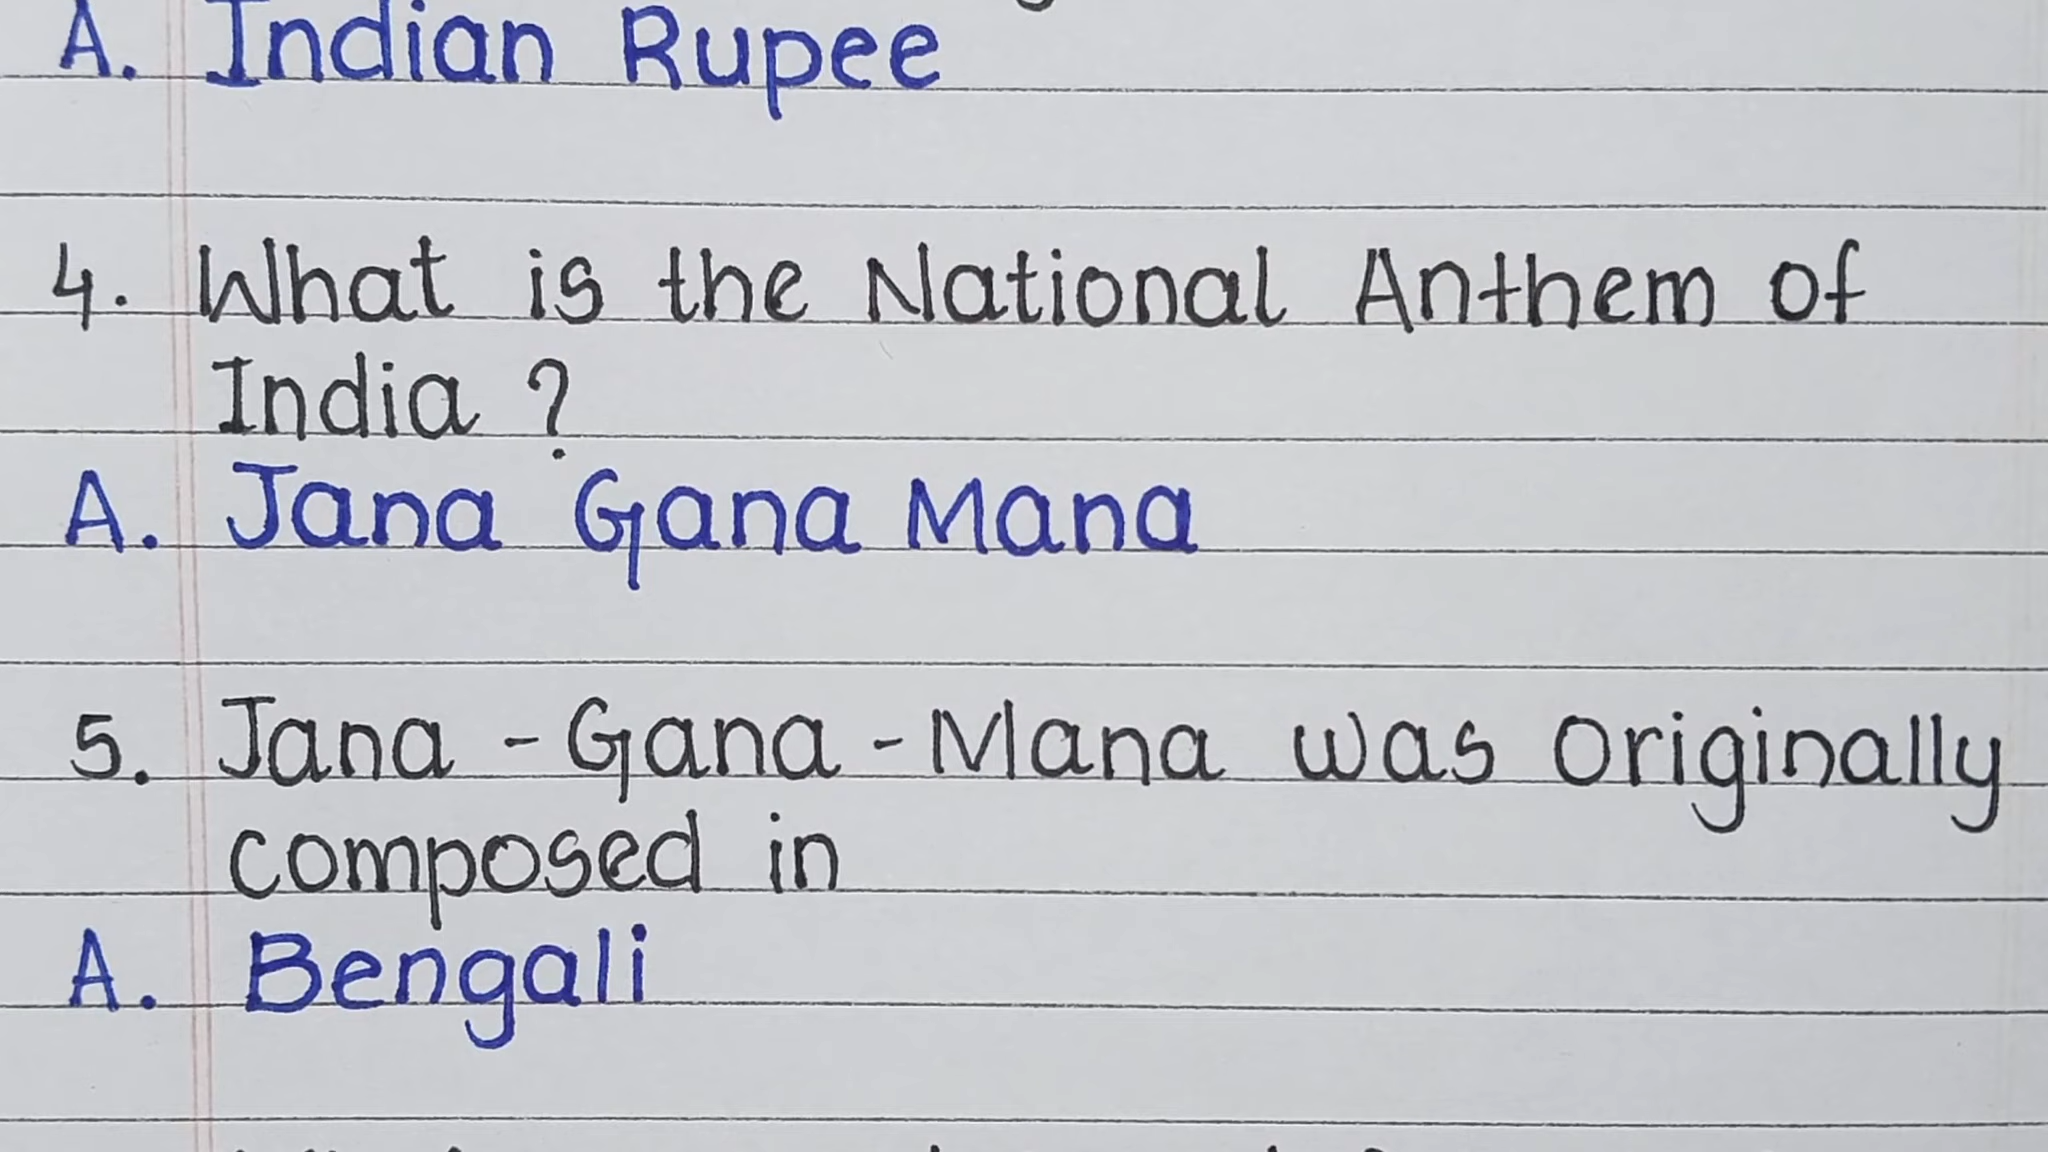 A. Indian Rupee
4. What is the National Anthem of
India ?
A. Jana Gana Mana
5. Jana - Gana - Mana was originally
composed in
A. Bengali